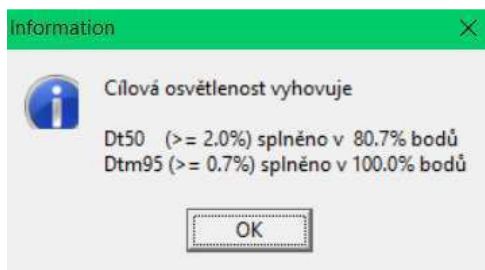 Information
Cílová osvětlenost vyhovuje
Dt50 (>= 2.0%) splněno v 80.7% bodů
Dtm95 (>= 0.7%) splněno v 100.0% bodů
OK